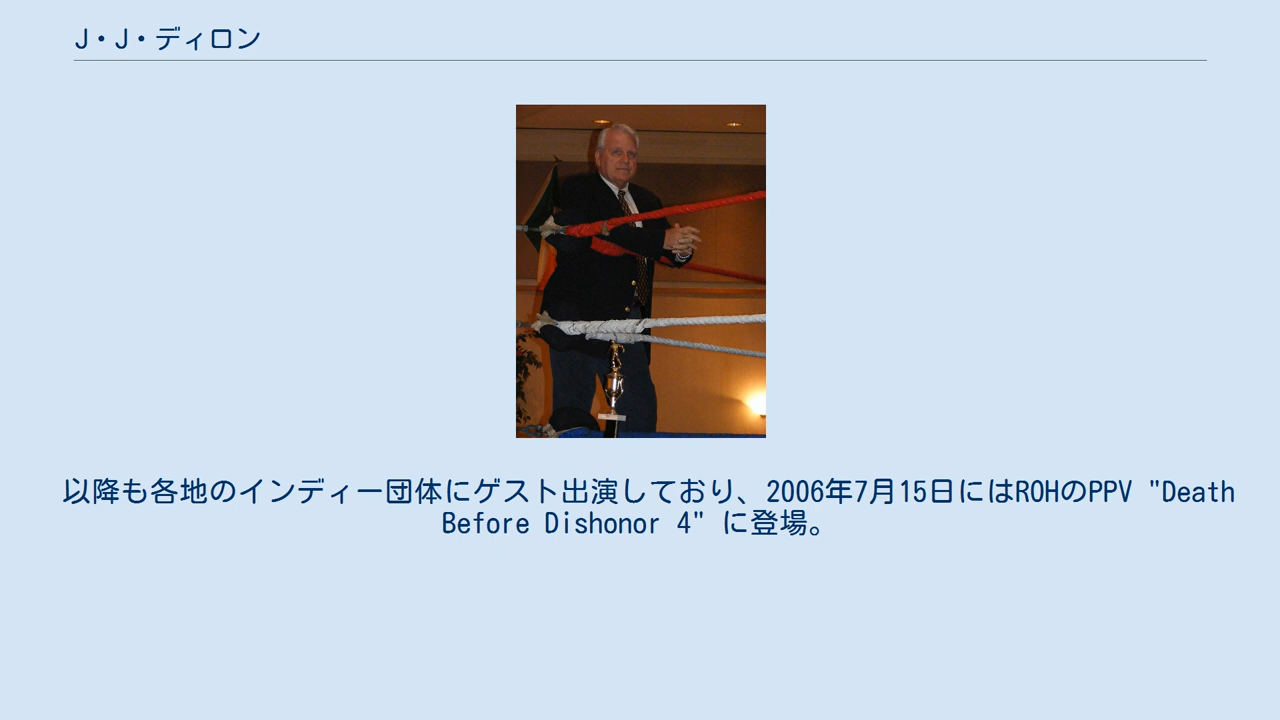 J・J・ディロン
以降も各地のインディー団体にゲスト出演しており、2006年7月15日にはROHのPPV "Death
Before Dishonor 4" に登場。